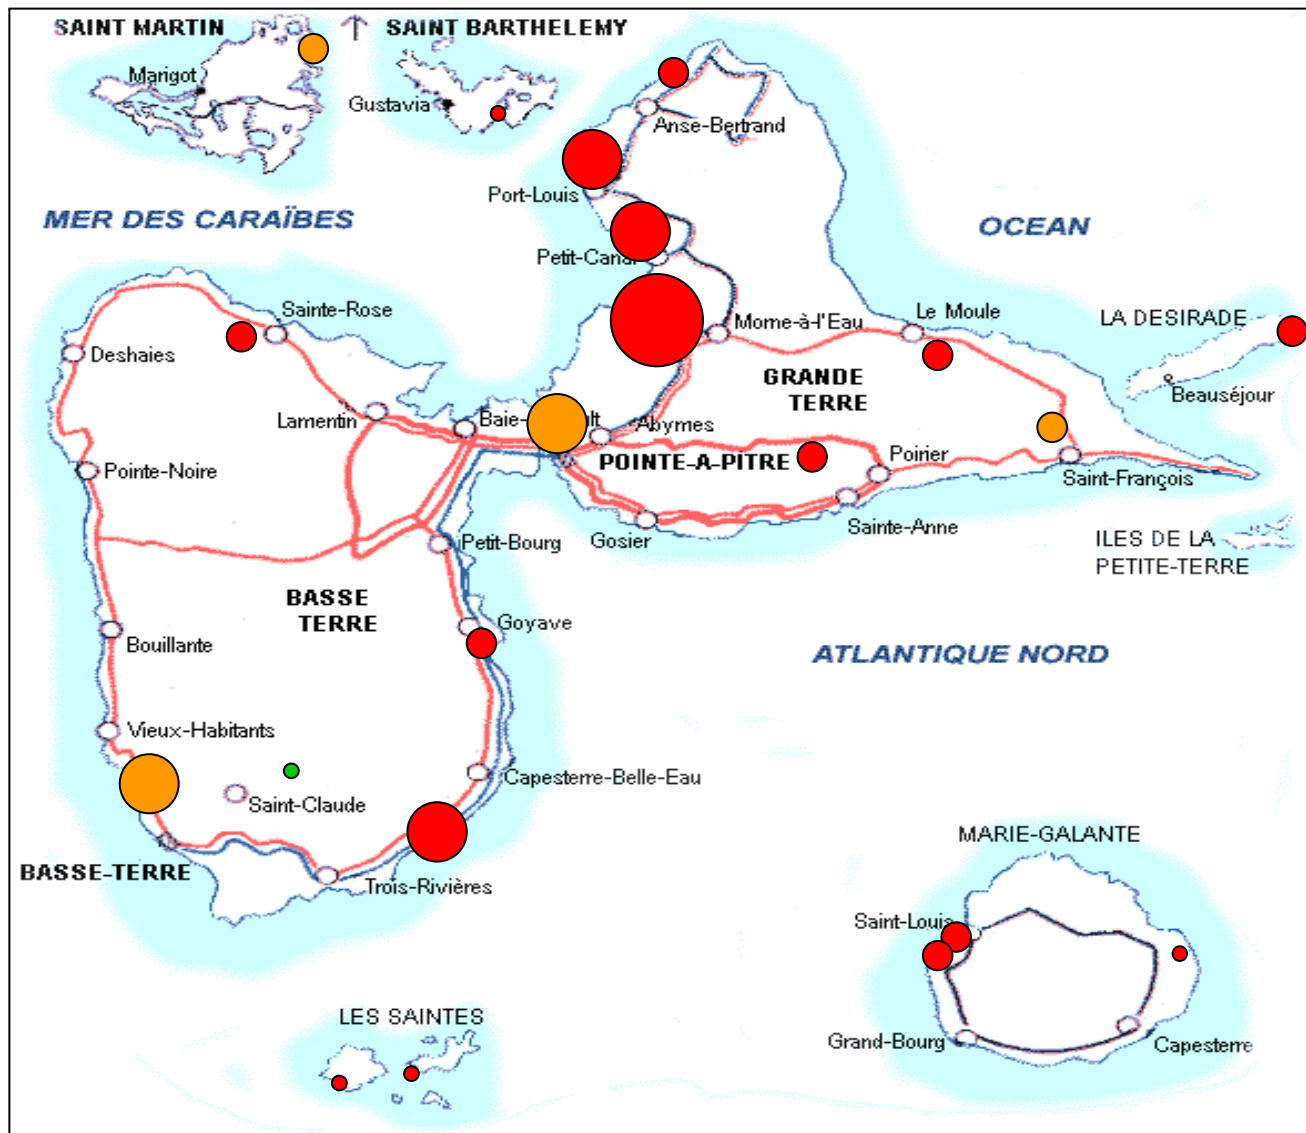 SAINT MARTIN
SAINT BARTHELEMY
Marigot
Gustavia
Anse-Bertrand
Port-Louis
MER DES CARAÏBES
OCEAN
Petit-Canal
Sainte-Rose
Morne-à-l'Eau
Le Moule
LA DESIRADE
Deshaies
GRANDE
TERRE
Beauséjour
Lamentin
Baie-
lt
Abymes
POINTE-A-PITRE
Poirier
Pointe-Noire
Saint-François
Sainte-Anne
Gosier
Petit-Bourg
ILES DE LA
PETITE-TERRE
BASSE
TERRE
Goyave
Bouillante
ATLANTIQUE NORD
Vieux-Habitants
Capesterre-Belle-Eau
Saint-Claude
MARIE-GALANTE
BASSE-TERRE
Trois-Rivières
Saint-Louis
LES SAINTES
Grand-Bourg
Capesterre